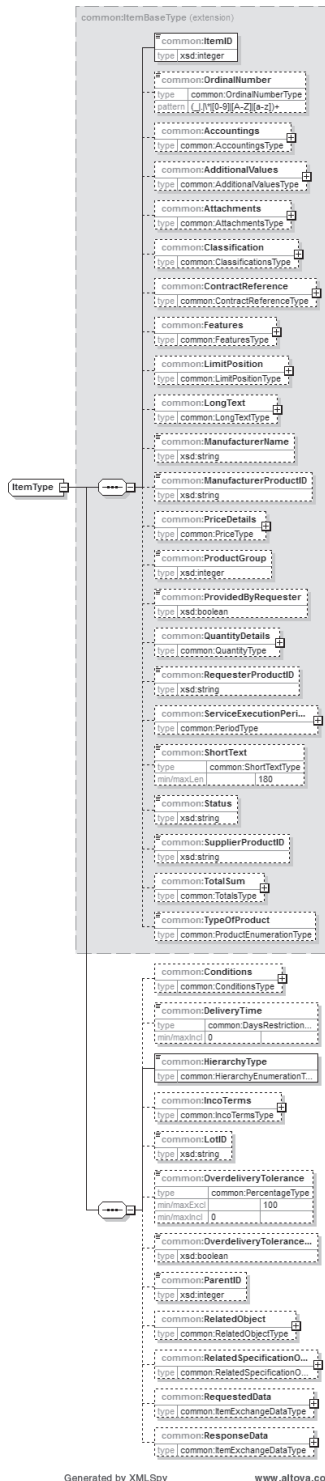 common:ItemBaseType (extension)
common:ItemID
type xsd:integer
common:OrdinalNumber
type common:OrdinalNumberType
pattern (_|.|\*|[0-9]|[A-Z]|[a-z])+
common:Accountings
type common:AccountingsType
common:AdditionalValues
type common:AdditionalValuesType
common:Attachments
type common:AttachmentsType
common:Classification
type common:ClassificationsType
common:ContractReference
type common:ContractReferenceType
common:Features
type common:FeaturesType
common:LimitPosition
type common:LimitPositionType
common:LongText
type common:LongTextType
common:ManufacturerName
type xsd:string
ItemType
common:ManufacturerProductID
type xsd:string
common:PriceDetails
type common:PriceType
common:ProductGroup
type xsd:integer
common:ProvidedByRequester
type xsd:boolean
common:QuantityDetails
type common:QuantityType
common:RequesterProductID
type xsd:string
common:ServiceExecutionPeri...
type common:PeriodType
common:ShortText
type common:ShortTextType
min/maxLen 180
common:Status
type xsd:string
common:SupplierProductID
type xsd:string
common:TotalSum
type common:TotalsType
common:TypeOfProduct
type common:ProductEnumerationType
common:Conditions
type common:ConditionsType
common:DeliveryTime
type common:DaysRestriction...
min/maxIncl 0
common:HierarchyType
type common:HierarchyEnumerationT...
common:IncoTerms
type common:IncoTermsType
common:LotID
type xsd:string
common:OverdeliveryTolerance
type common:PercentageType
min/maxExcl 100
min/maxIncl 0
common:OverdeliveryTolerance...
type xsd:boolean
common:ParentID
type xsd:integer
common:RelatedObject
type common:RelatedObjectType
common:RelatedSpecificationO...
type common:RelatedSpecificationO...
common:RequestedData
type common:ItemExchangeDataType
common:ResponseData
type common:ItemExchangeDataType
Generated by XMLSpy www.altova.co